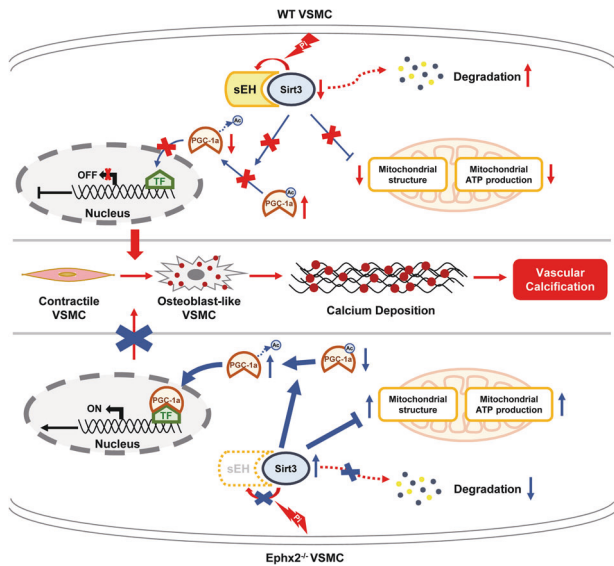 WT VSMC
Pi
sEH
Sirt3
Degradation
Ac
PGC-1a
OFF
TF
Nucleus
Ac
PGC-1a
Mitochondrial
structure
Mitochondrial
ATP production
Contractile
VSMC
Osteoblast-like
VSMC
Calcium Deposition
Vascular
Calcification
Ac
PGC-1a
Ac
PGC-1a
PGC-1a
ON
TF
Nucleus
Mitochondrial
structure
Mitochondrial
ATP production
sEH
Sirt3
Degradation
Pi
Ephx2-/- VSMC